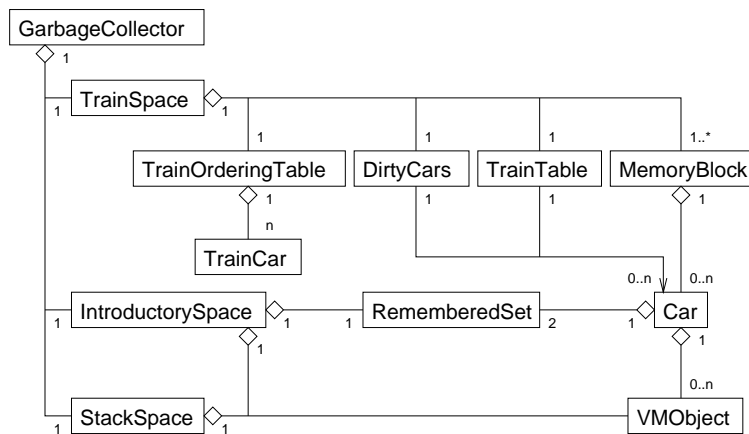 GarbageCollector
1
1 TrainSpace 1
1 1 1 1..*
TrainOrderingTable DirtyCars TrainTable MemoryBlock
1 1 1 1
n
TrainCar
0..n 0..n
1 IntroductorySpace 1 1 RememberedSet 2 1 Car
1 1
0..n
1 StackSpace 1 VMObject